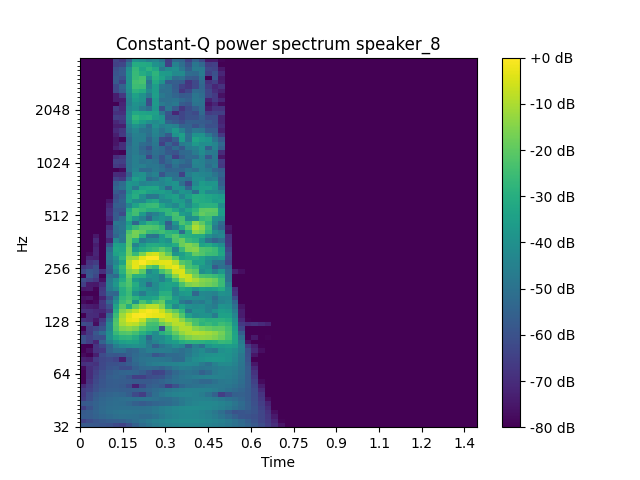 Constant-Q power spectrum speaker_8
Hz
2048
1024
512
256
128
64
32
0 0.15 0.3 0.45 0.6 0.75 0.9 1.1 1.2 1.4
Time
+0 dB
-10 dB
-20 dB
-30 dB
-40 dB
-50 dB
-60 dB
-70 dB
-80 dB